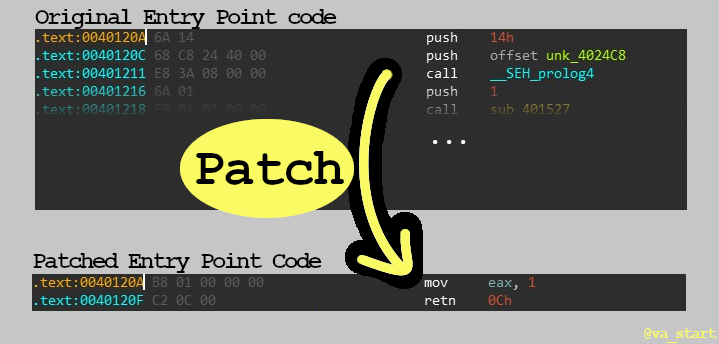 Original Entry Point code
.text:0040120A 6A 14 push 14h
.text:0040120C 68 C8 24 40 00 push offset unk_4024C8
.text:00401211 E8 3A 08 00 00 call __SEH_prolog4
.text:00401216 6A 01 push 1
.text:00401218 E8 0A 03 00 00 call sub_401527
...
Patch
Patched Entry Point Code
.text:0040120A B8 01 00 00 00 mov eax, 1
.text:0040120F C2 0C 00 retn 0Ch
@va_start